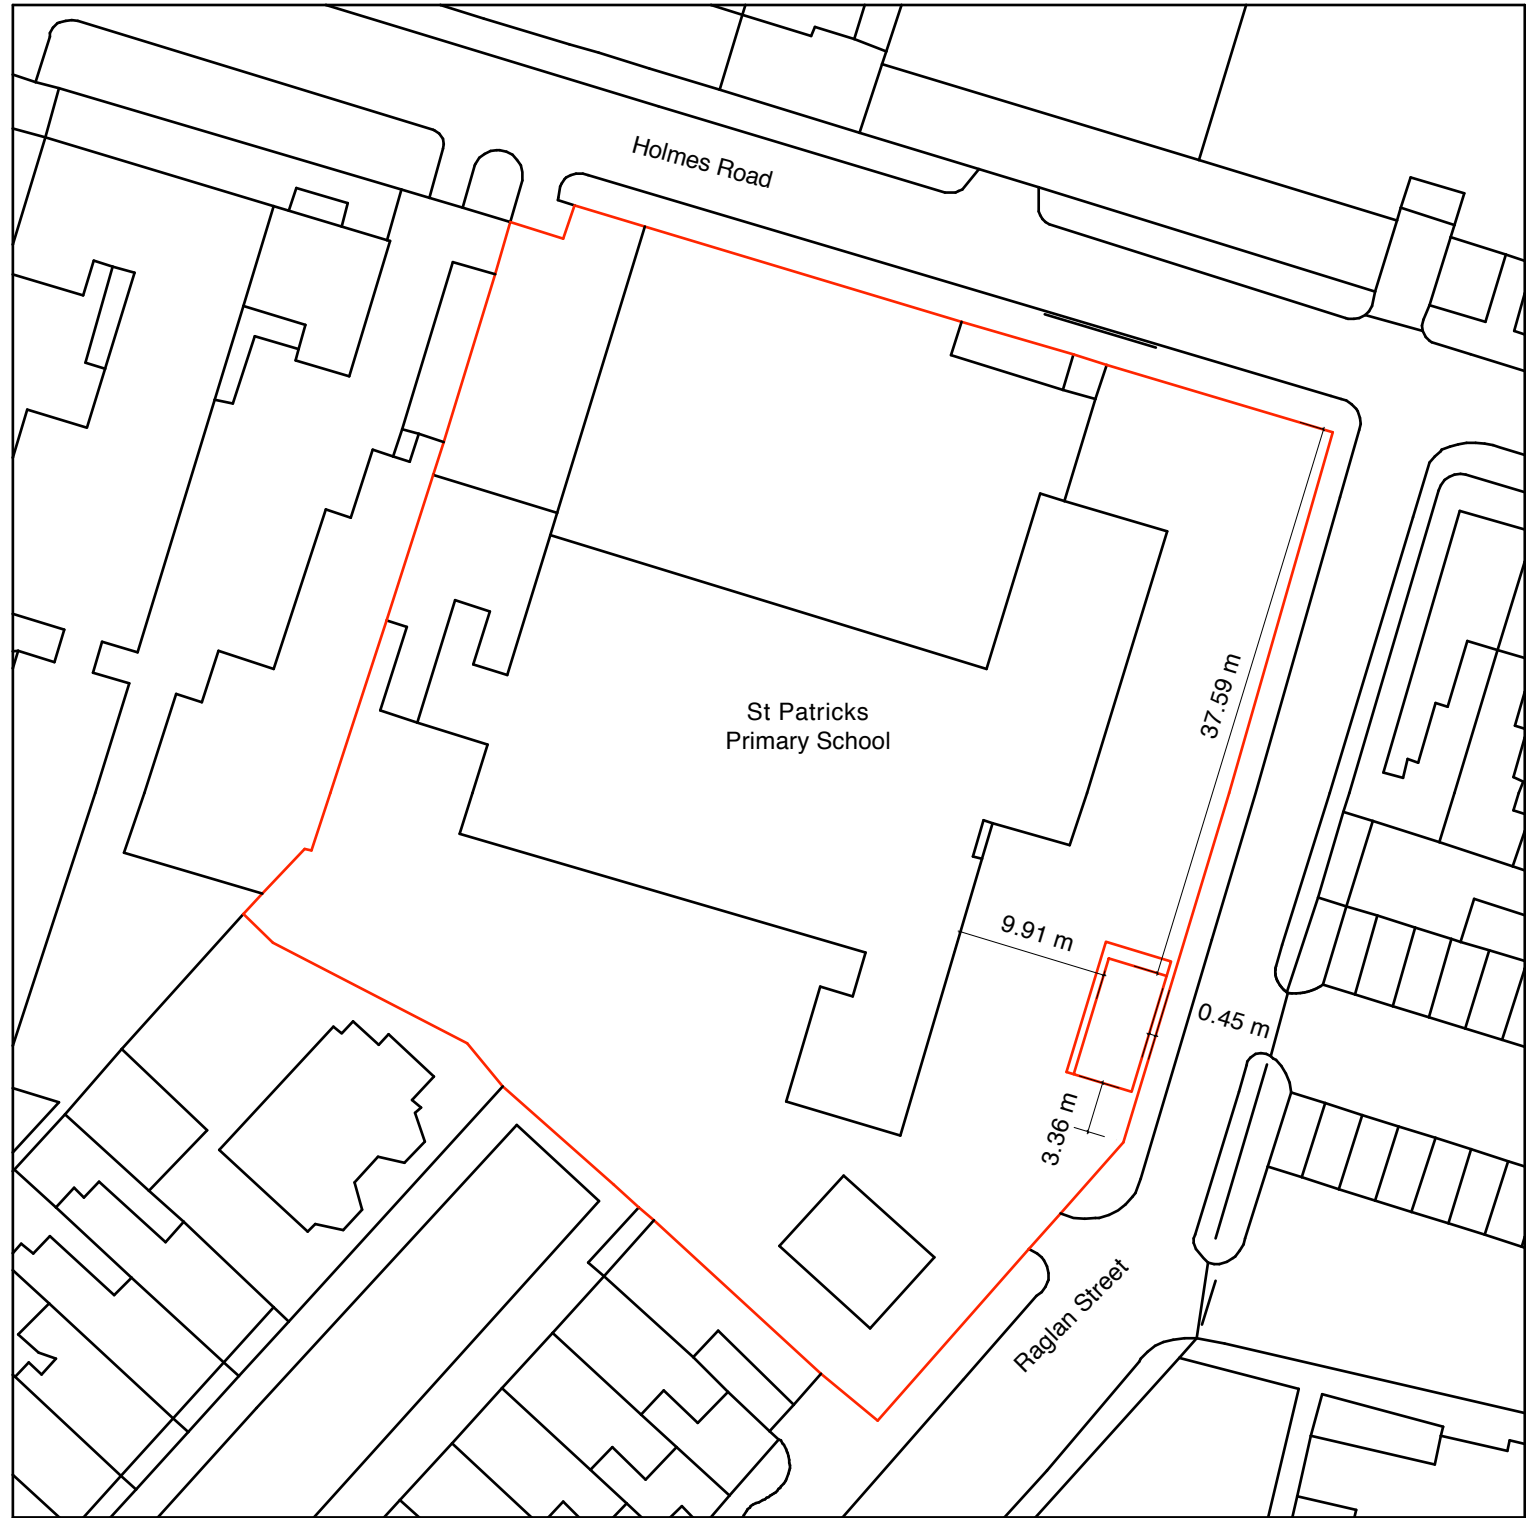 Holmes Road
37.59 m
St Patricks
Primary School
9.91 m
0.45 m
3.36 m
Raglan Street